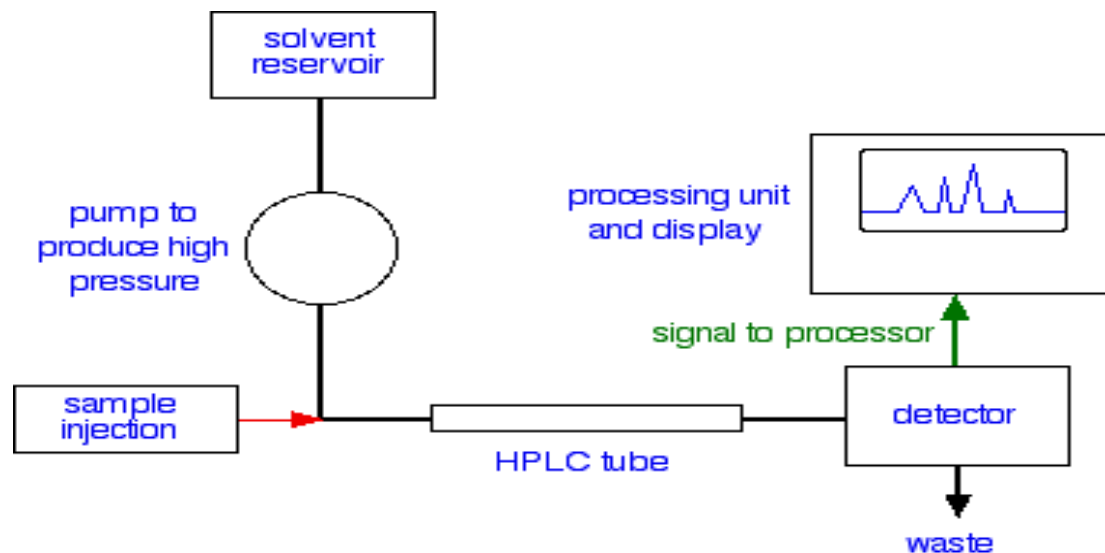 solvent
reservoir
pump to
produce high
pressure
processing unit
and display
signal to processor
sample
injection
HPLC tube
detector
waste